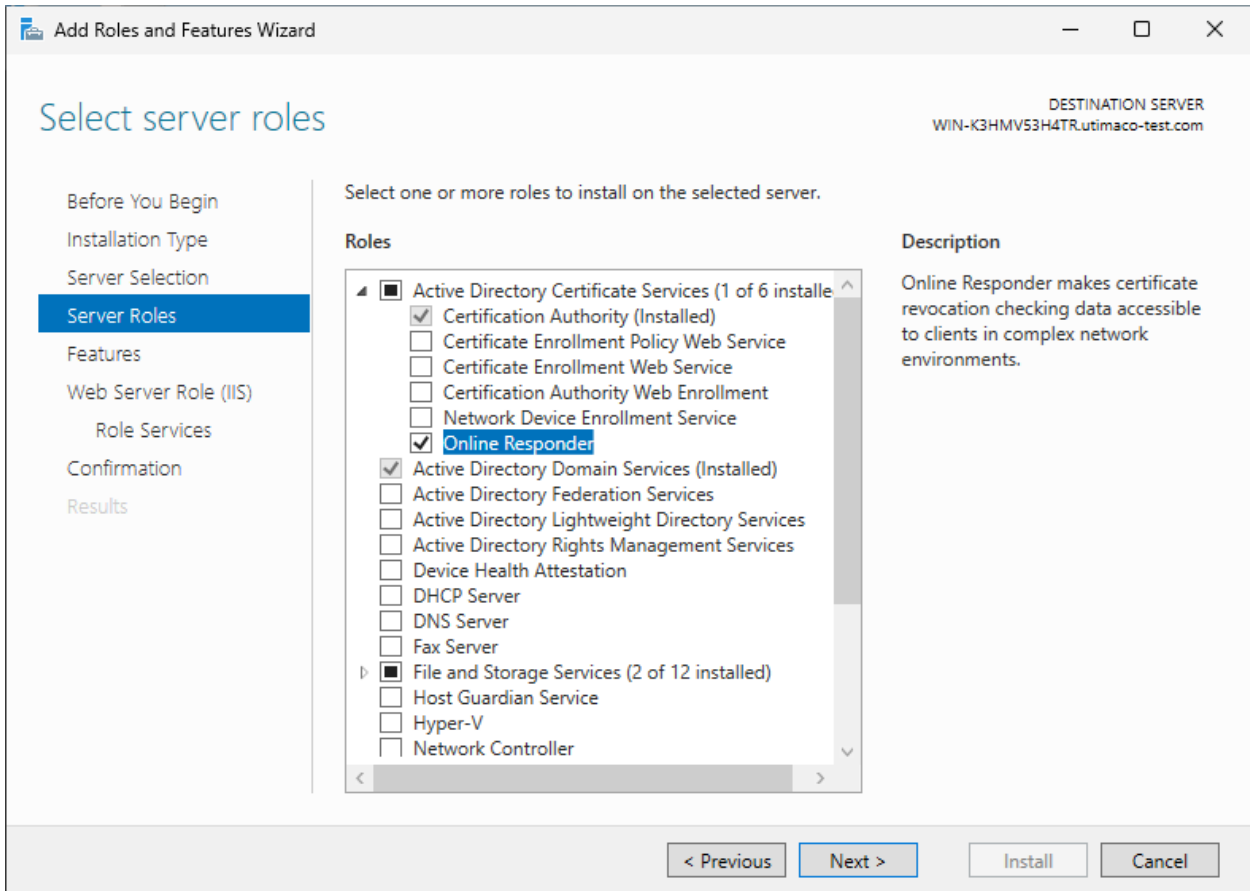 Add Roles and Features Wizard
Select server roles
DESTINATION SERVER
WIN-K3HMV53H4TR.utimaco-test.com
Before You Begin
Installation Type
Server Selection
Server Roles
Features
Web Server Role (IIS)
Role Services
Confirmation
Results
Select one or more roles to install on the selected server.
Roles
Active Directory Certificate Services (1 of 6 installe
Certification Authority (Installed)
Certificate Enrollment Policy Web Service
Certificate Enrollment Web Service
Certification Authority Web Enrollment
Network Device Enrollment Service
Online Responder
Active Directory Domain Services (Installed)
Active Directory Federation Services
Active Directory Lightweight Directory Services
Active Directory Rights Management Services
Device Health Attestation
DHCP Server
DNS Server
Fax Server
File and Storage Services (2 of 12 installed)
Host Guardian Service
Hyper-V
Network Controller
Description
Online Responder makes certificate
revocation checking data accessible
to clients in complex network
environments.
< Previous
Next >
Install
Cancel